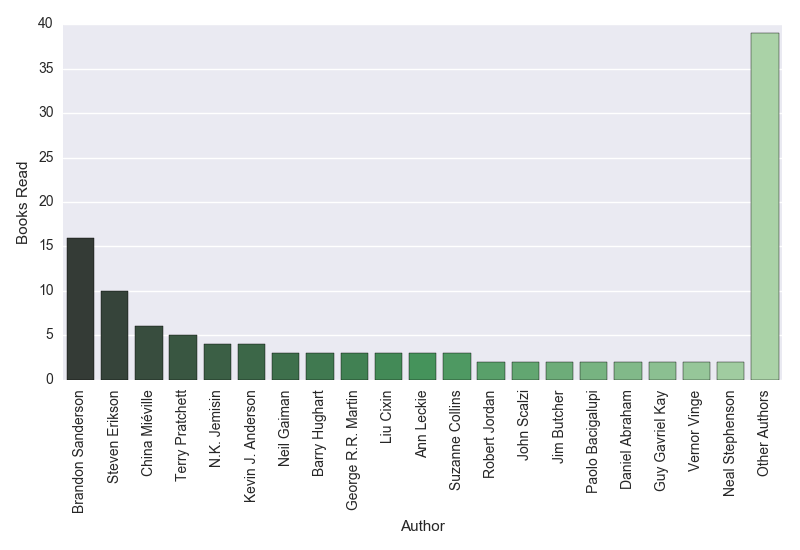 40
35
30
25
20
15
10
5
0
Books Read
Brandon Sanderson
Steven Erikson
China Miéville
Terry Pratchett
N.K. Jemisin
Kevin J. Anderson
Neil Gaiman
Barry Hughart
George R.R. Martin
Liu Cixin
Ann Leckie
Suzanne Collins
Robert Jordan
John Scalzi
Jim Butcher
Paolo Bacigalupi
Daniel Abraham
Guy Gavriel Kay
Vernor Vinge
Neal Stephenson
Other Authors
Author